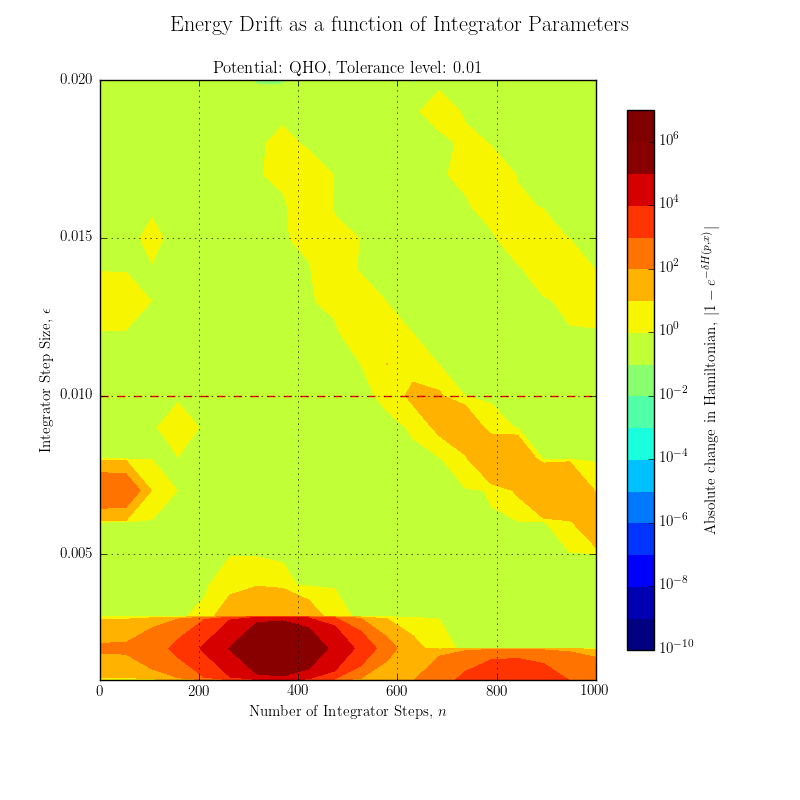 Energy Drift as a function of Integrator Parameters
Potential: QHO, Tolerance level: 0.01
0.020
0.015
0.010
0.005
Integrator Step Size, ϵ
0 200 400 600 800 1000
Number of Integrator Steps, n
10^6
10^4
10^2
10^0
10^−2
10^−4
10^−6
10^−8
10^−10
Absolute change in Hamiltonian, |1 − e^{−δH(p,x)}|